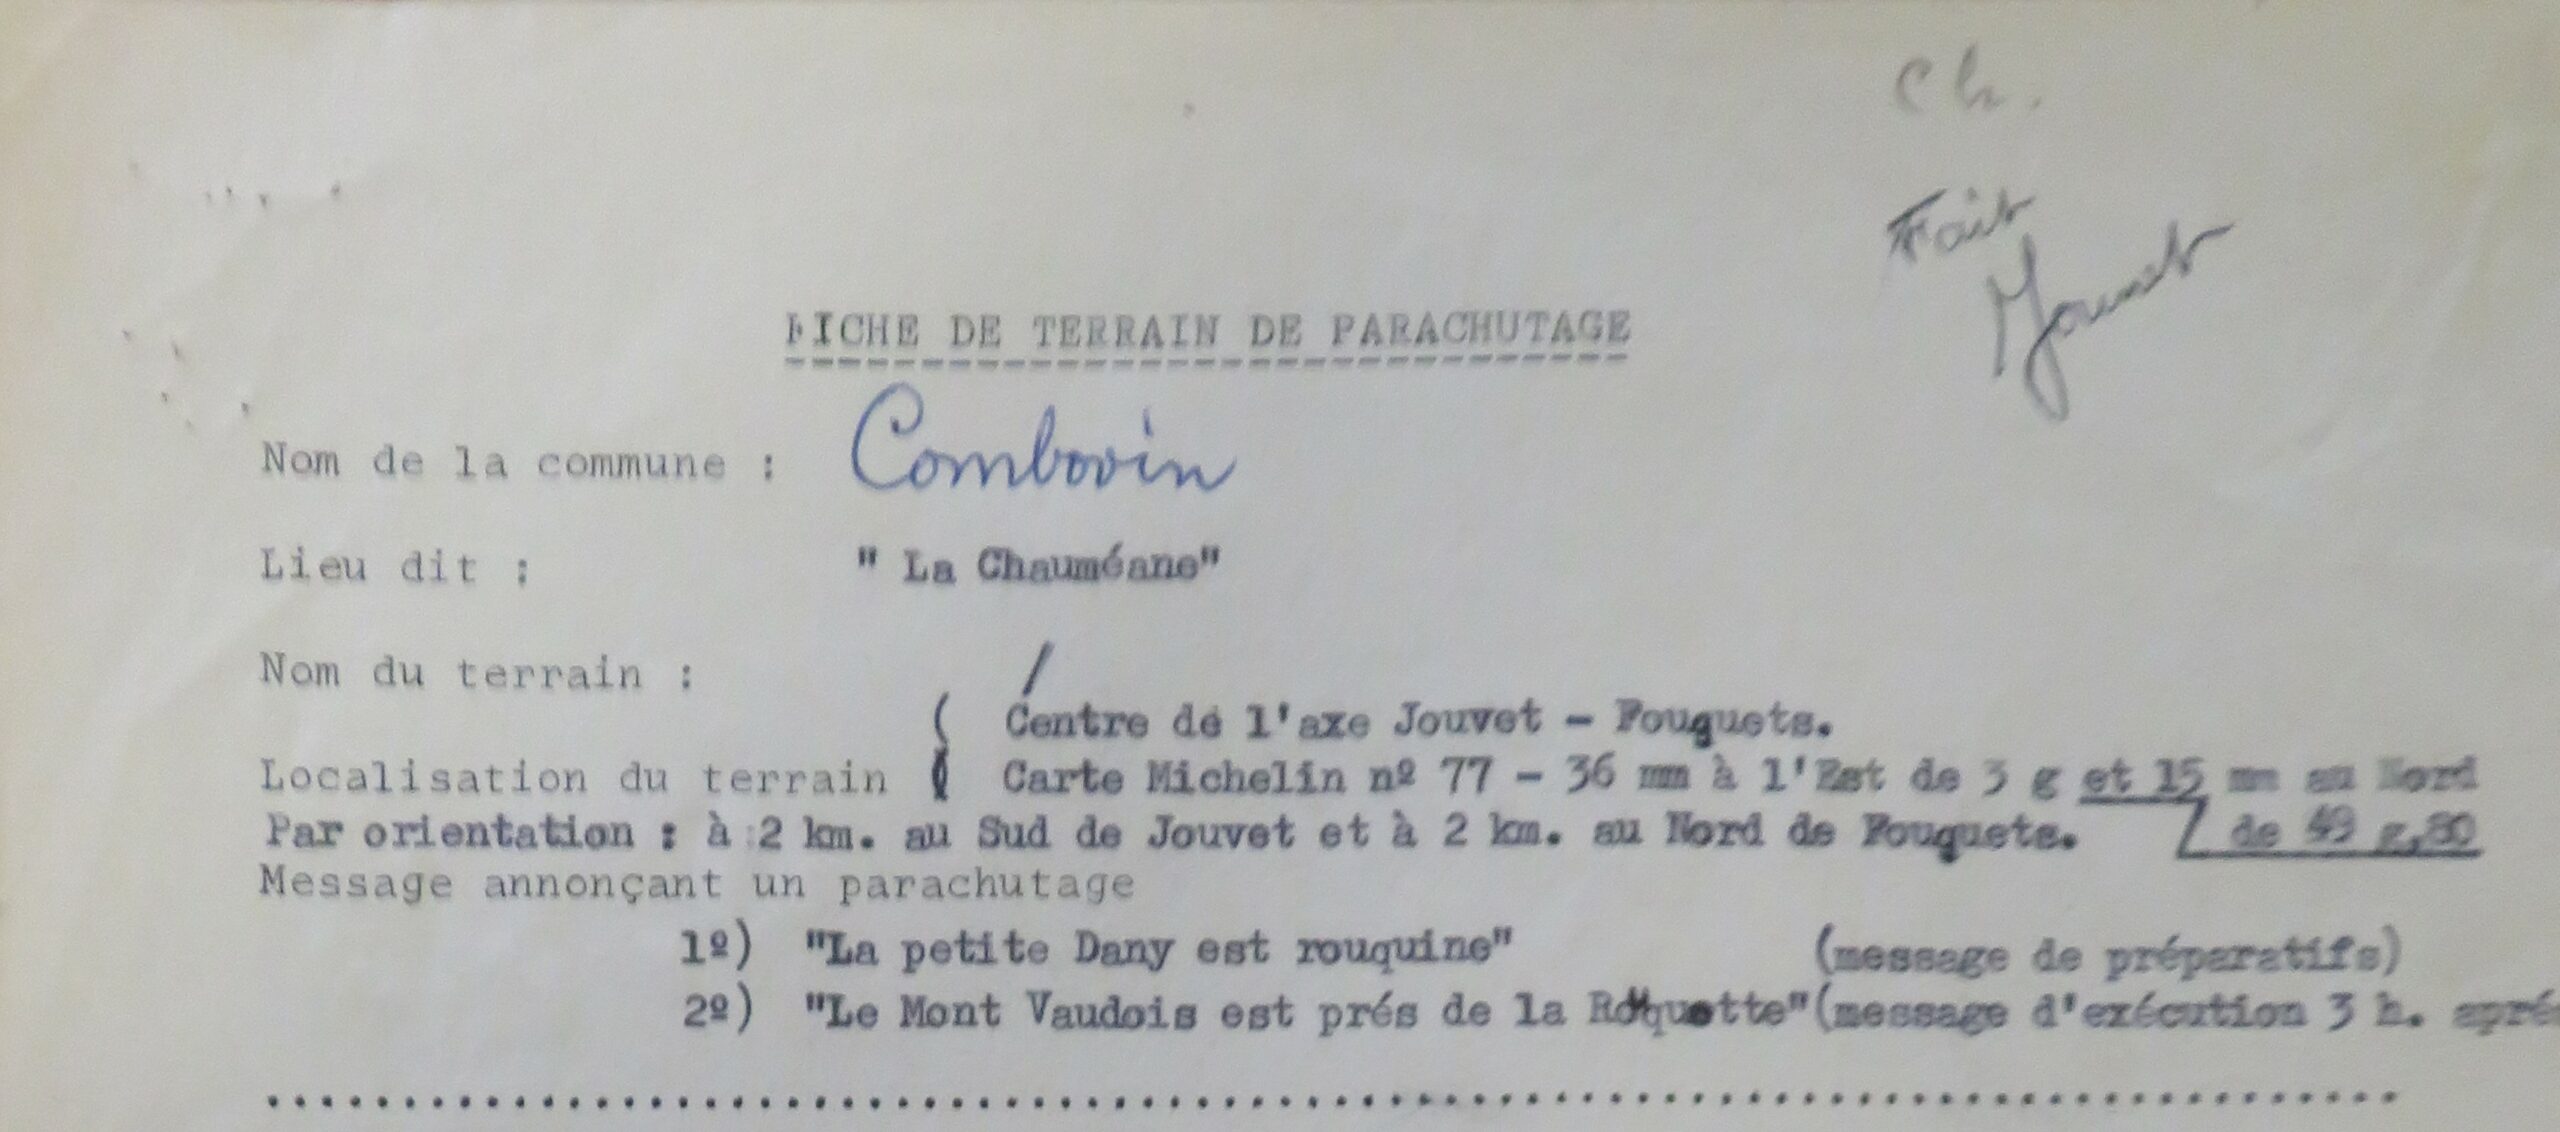 Ch.
Fait
FICHE DE TERRAIN DE PARACHUTAGE
Nom de la commune : Combovin
Lieu dit : " La Chauméane"
Nom du terrain : /
( Centre de l'axe Jouvet - Fouquets.
Localisation du terrain ( Carte Michelin nº 77 - 36 mm à l'Est de 3 g et 15 mm au Nord
Par orientation : à 2 km. au Sud de Jouvet et à 2 km. au Nord de Fouquets. de 49 g,80
Message annonçant un parachutage
1º) "La petite Dany est rouquine" (message de préparatifs)
2º) "Le Mont Vaudois est prés de la Rouquette" (message d'exécution 3 h. aprés